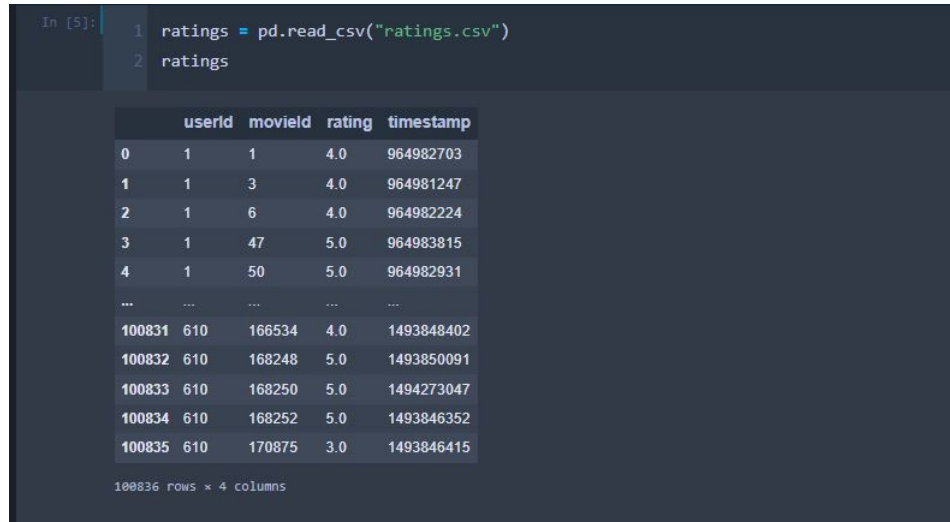 In [5]:
1 ratings = pd.read_csv("ratings.csv")
2 ratings
userId movieId rating timestamp
0 1 1 4.0 964982703
1 1 3 4.0 964981247
2 1 6 4.0 964982224
3 1 47 5.0 964983815
4 1 50 5.0 964982931
... ... ... ... ...
100831 610 166534 4.0 1493848402
100832 610 168248 5.0 1493850091
100833 610 168250 5.0 1494273047
100834 610 168252 5.0 1493846352
100835 610 170875 3.0 1493846415
100836 rows × 4 columns